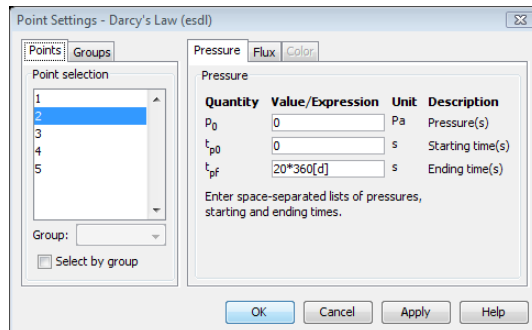 Point Settings - Darcy's Law (esdl)
Points Groups
Point selection
1
2
3
4
5
Group:
Select by group
Pressure Flux Color
Pressure
Quantity Value/Expression Unit Description
p0 0 Pa Pressure(s)
tp0 0 s Starting time(s)
tpf 20*360[d] s Ending time(s)
Enter space-separated lists of pressures,
starting and ending times.
OK Cancel Apply Help